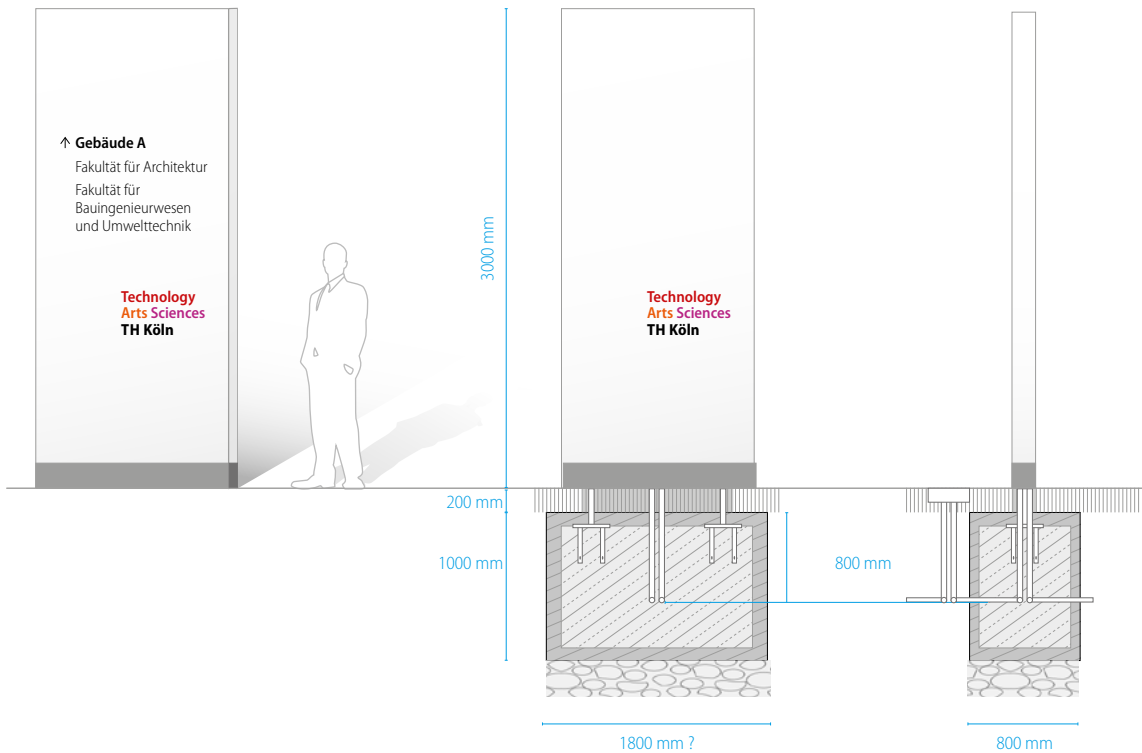 ↑ Gebäude A
Fakultät für Architektur
Fakultät für
Bauingenieurwesen
und Umwelttechnik
Technology
Arts Sciences
TH Köln
3000 mm
Technology
Arts Sciences
TH Köln
200 mm
1000 mm
800 mm
1800 mm ?
800 mm